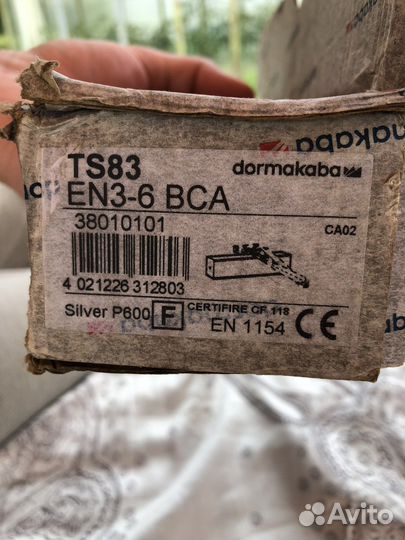 TS83
dormakaba
EN3-6 BCA
38010101
CA02
4 021226 312803
Silver P600 F
CERTIFIRE CF 118
EN 1154 CE
makaba
Avito